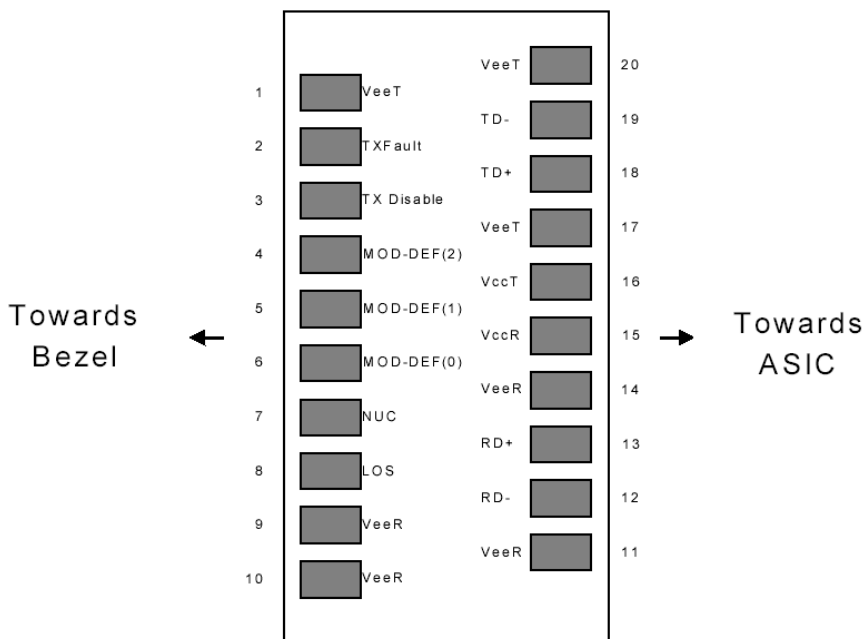 1 VeeT
2 TXFault
3 TX Disable
4 MOD-DEF(2)
5 MOD-DEF(1)
6 MOD-DEF(0)
7 NUC
8 LOS
9 VeeR
10 VeeR
VeeT 20
TD- 19
TD+ 18
VeeT 17
VccT 16
VccR 15
VeeR 14
RD+ 13
RD- 12
VeeR 11
Towards
Bezel
Towards
ASIC